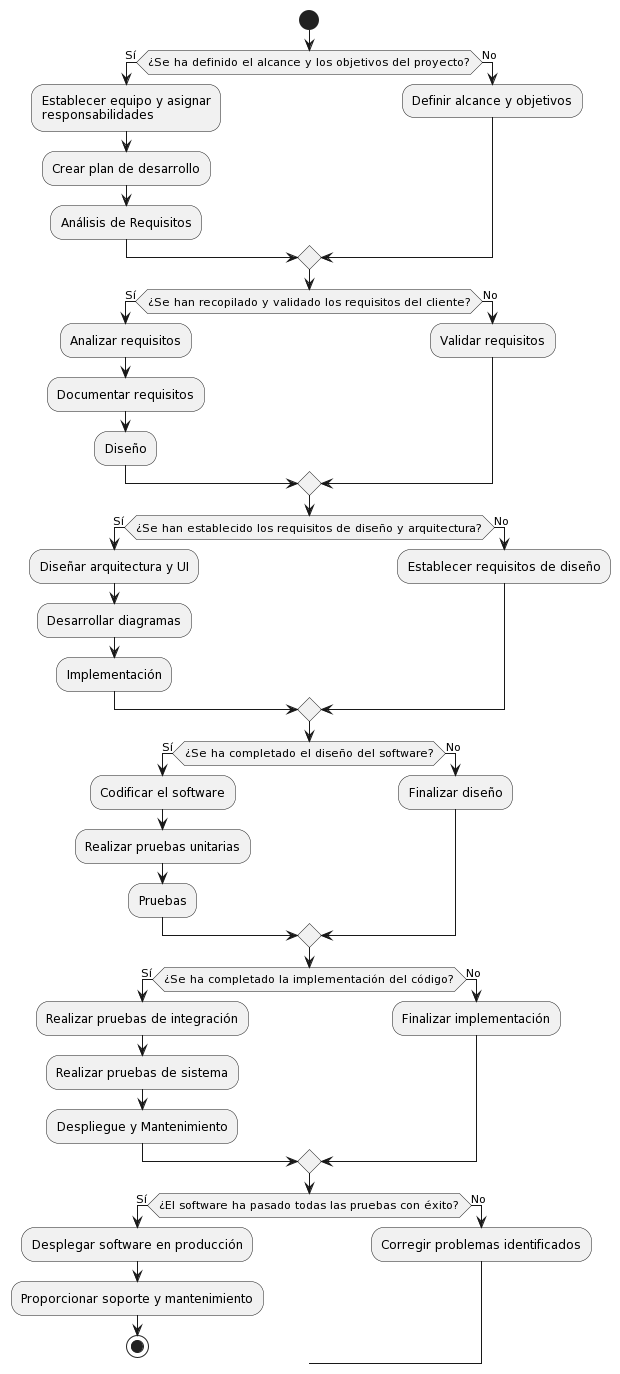 ¿Se ha definido el alcance y los objetivos del proyecto?
Sí
No
Establecer equipo y asignar
responsabilidades
Definir alcance y objetivos
Crear plan de desarrollo
Análisis de Requisitos
¿Se han recopilado y validado los requisitos del cliente?
Sí
No
Analizar requisitos
Validar requisitos
Documentar requisitos
Diseño
¿Se han establecido los requisitos de diseño y arquitectura?
Sí
No
Diseñar arquitectura y UI
Establecer requisitos de diseño
Desarrollar diagramas
Implementación
¿Se ha completado el diseño del software?
Sí
No
Codificar el software
Finalizar diseño
Realizar pruebas unitarias
Pruebas
¿Se ha completado la implementación del código?
Sí
No
Realizar pruebas de integración
Finalizar implementación
Realizar pruebas de sistema
Despliegue y Mantenimiento
¿El software ha pasado todas las pruebas con éxito?
Sí
No
Desplegar software en producción
Corregir problemas identificados
Proporcionar soporte y mantenimiento